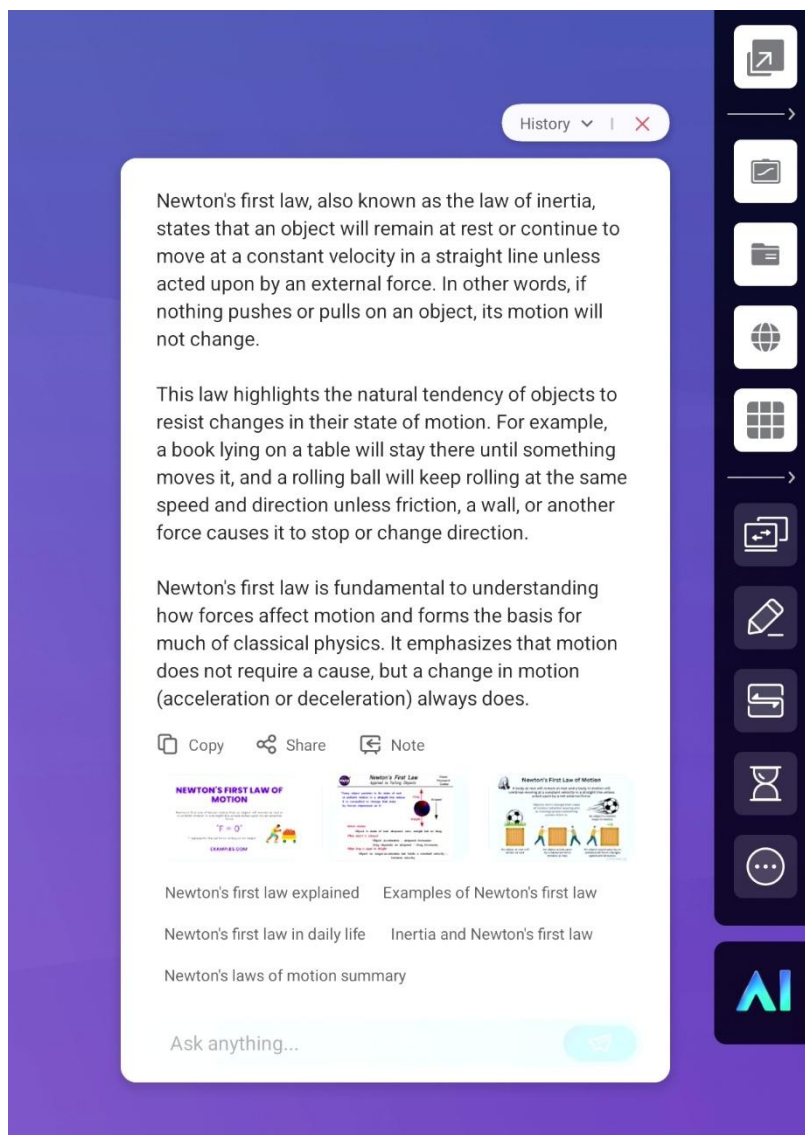 History
Newton's first law, also known as the law of inertia,
states that an object will remain at rest or continue to
move at a constant velocity in a straight line unless
acted upon by an external force. In other words, if
nothing pushes or pulls on an object, its motion will
not change.
This law highlights the natural tendency of objects to
resist changes in their state of motion. For example,
a book lying on a table will stay there until something
moves it, and a rolling ball will keep rolling at the same
speed and direction unless friction, a wall, or another
force causes it to stop or change direction.
Newton's first law is fundamental to understanding
how forces affect motion and forms the basis for
much of classical physics. It emphasizes that motion
does not require a cause, but a change in motion
(acceleration or deceleration) always does.
Copy Share Note
NEWTON'S FIRST LAW OF
MOTION
"F = 0"
EXAMPLES.COM
Newton's First Law
Applied to Falling Objects
Newton's First Law of Motion
Newton's first law explained Examples of Newton's first law
Newton's first law in daily life Inertia and Newton's first law
Newton's laws of motion summary
Ask anything...
AI